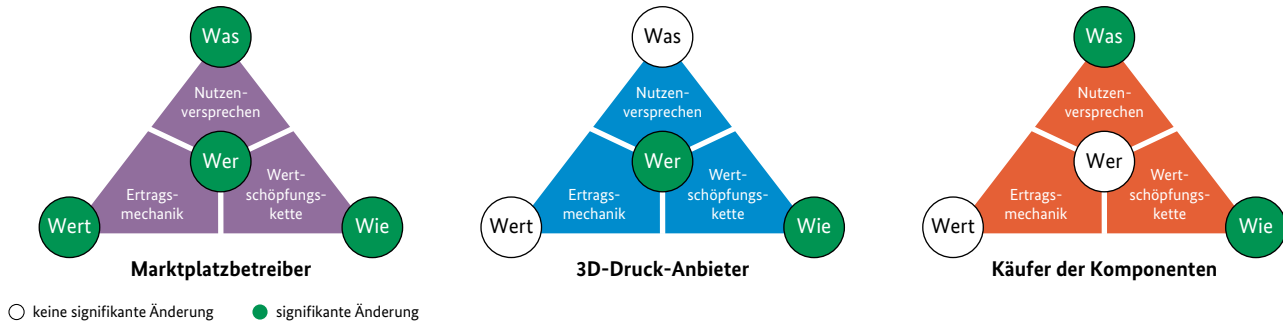 Was
Nutzen-
versprechen
Wer
Ertrags-
mechanik
Wert-
schöpfungs-
kette
Wert
Wie
Marktplatzbetreiber
Was
Nutzen-
versprechen
Wer
Ertrags-
mechanik
Wert-
schöpfungs-
kette
Wert
Wie
3D-Druck-Anbieter
Was
Nutzen-
versprechen
Wer
Ertrags-
mechanik
Wert-
schöpfungs-
kette
Wert
Wie
Käufer der Komponenten
keine signifikante Änderung
signifikante Änderung